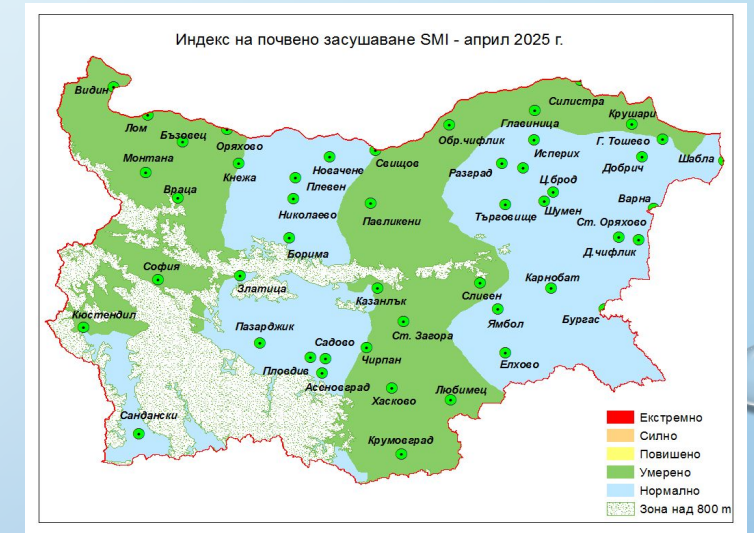 Индекс на почвено засушаване SMI - април 2025 г.
Видин
Силистра
Лом
Главиница
Крушари
Бъзовец
Обр.чифлик
Г. Тошево
Оряхово
Исперих
Монтана
Свищов
Добрич
Шабла
Кнежа
Новачене
Разград
Плевен
Ц.брод
Враца
Варна
Николаево
Павликени
Търговище
Шумен
Ст. Оряхово
Борима
Д.чифлик
София
Златица
Казанлък
Сливен
Карнобат
Кюстендил
Бургас
Пазарджик
Садово
Ст. Загора
Ямбол
Чирпан
Пловдив
Елхово
Асеновград
Хасково
Любимец
Сандански
Крумовград
Екстремно
Силно
Повишено
Умерено
Нормално
Зона над 800 m